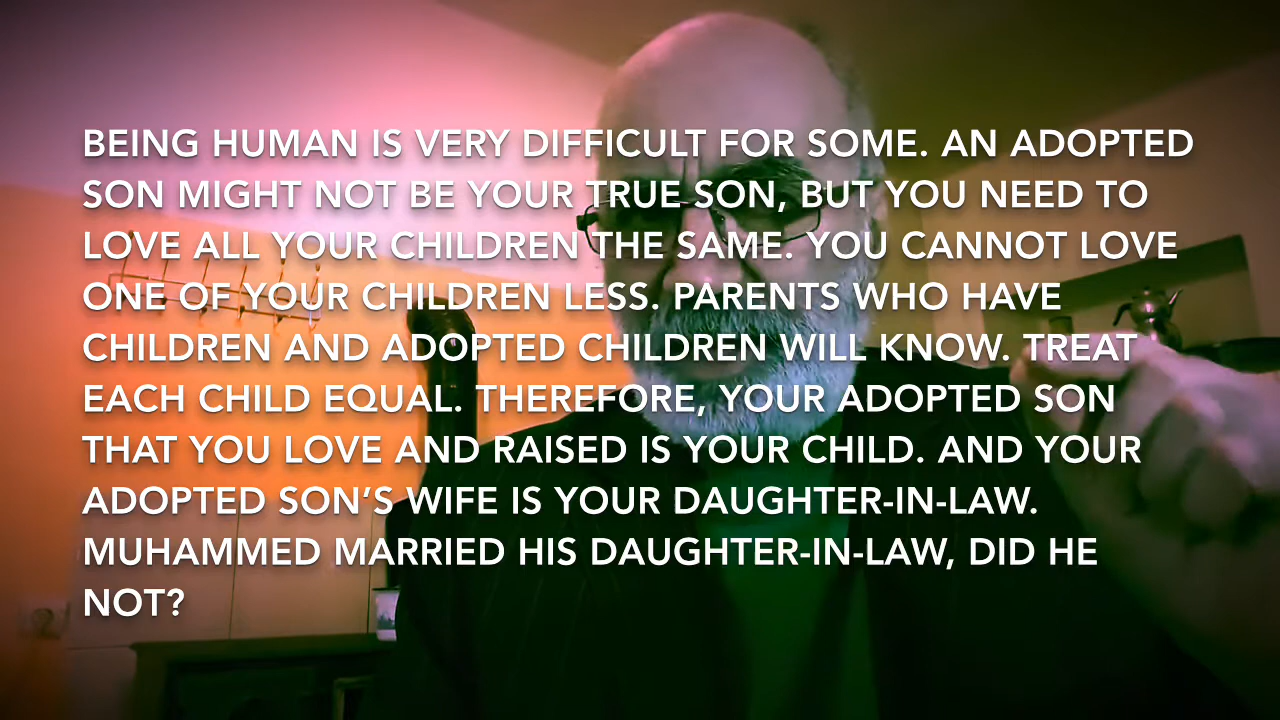 BEING HUMAN IS VERY DIFFICULT FOR SOME. AN ADOPTED
SON MIGHT NOT BE YOUR TRUE SON, BUT YOU NEED TO
LOVE ALL YOUR CHILDREN THE SAME. YOU CANNOT LOVE
ONE OF YOUR CHILDREN LESS. PARENTS WHO HAVE
CHILDREN AND ADOPTED CHILDREN WILL KNOW. TREAT
EACH CHILD EQUAL. THEREFORE, YOUR ADOPTED SON
THAT YOU LOVE AND RAISED IS YOUR CHILD. AND YOUR
ADOPTED SON’S WIFE IS YOUR DAUGHTER-IN-LAW.
MUHAMMED MARRIED HIS DAUGHTER-IN-LAW, DID HE
NOT?